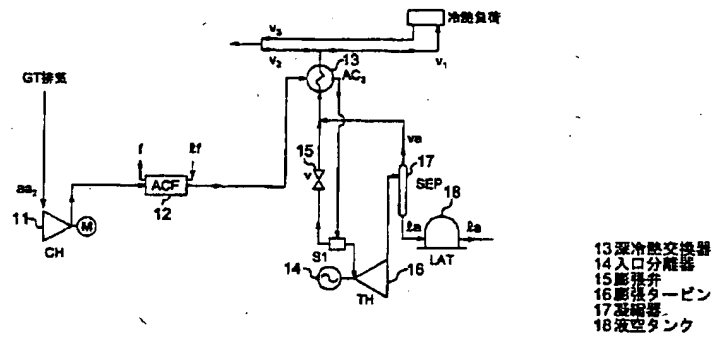 冷熱負荷
v₃
v₂
v₁
GT排気
13
AC₃
f
ℓf
15
v
va
17
SEP
18
aa₂
ACF
12
11
M
CH
S1
ℓa
ℓa
LAT
14
16
TH
13 深冷熱交換器
14 入口分離器
15 膨張弁
16 膨張タービン
17 凝縮器
18 液空タンク